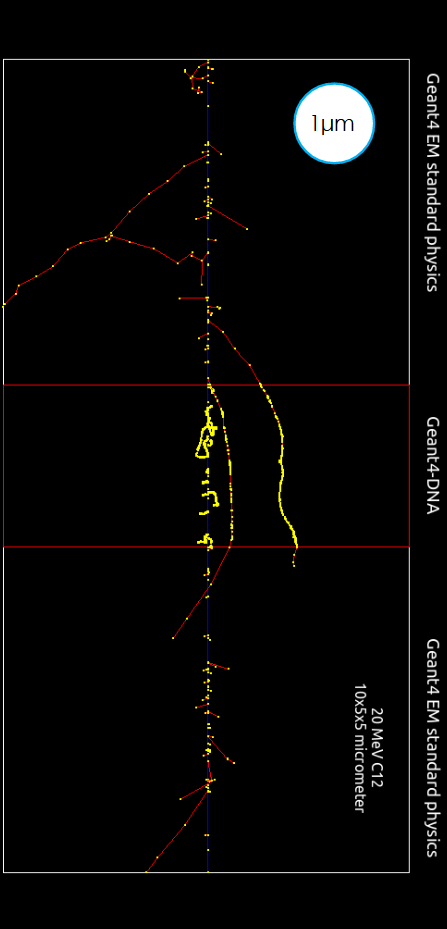 1µm
Geant4 EM standard physics
Geant4-DNA
Geant4 EM standard physics
20 MeV C12
10x5x5 micrometer